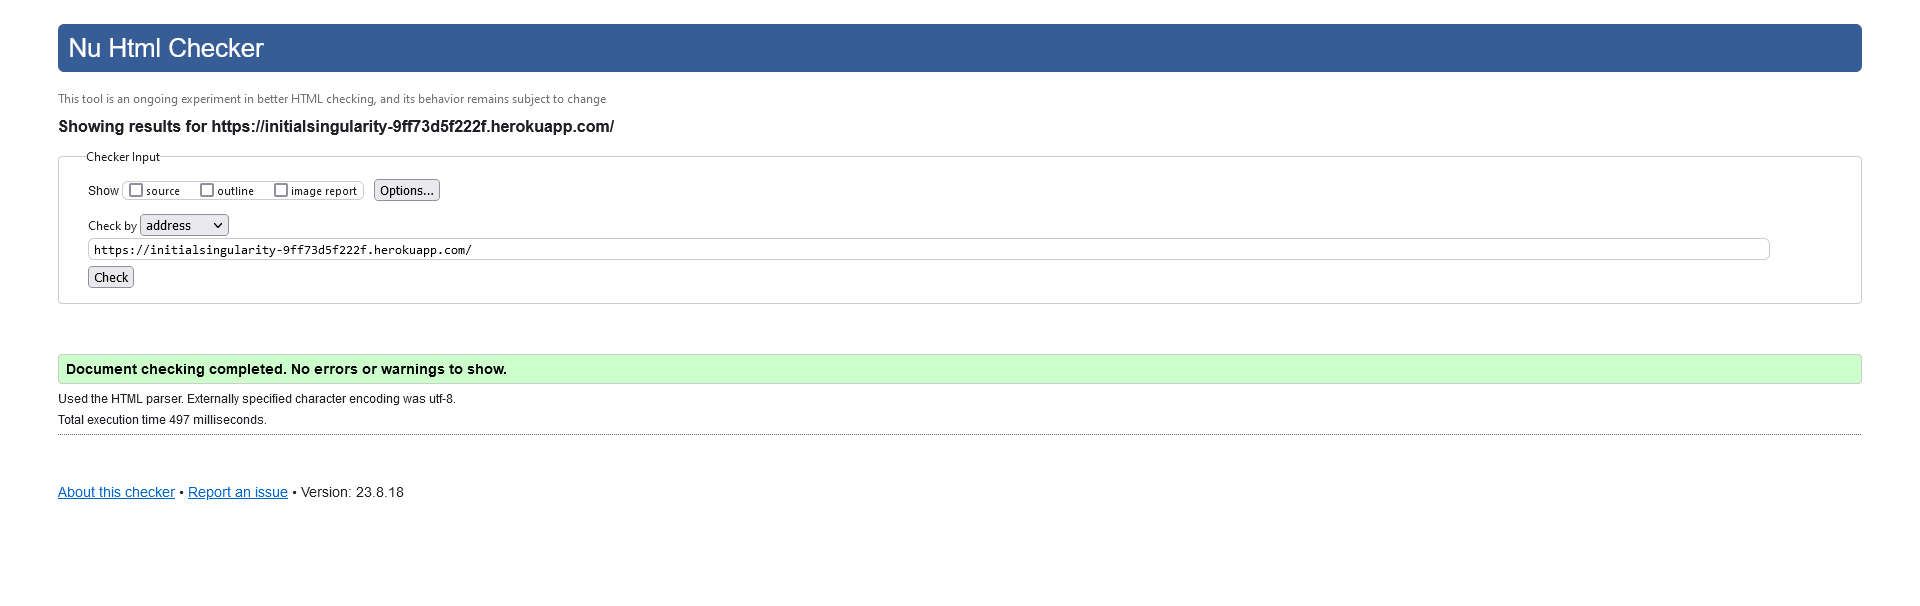 Nu Html Checker
This tool is an ongoing experiment in better HTML checking, and its behavior remains subject to change
Showing results for https://initialsingularity-9ff73d5f222f.herokuapp.com/
Checker Input
Show source outline image report Options...
Check by address
https://initialsingularity-9ff73d5f222f.herokuapp.com/
Check
Document checking completed. No errors or warnings to show.
Used the HTML parser. Externally specified character encoding was utf-8.
Total execution time 497 milliseconds.
About this checker • Report an issue • Version: 23.8.18